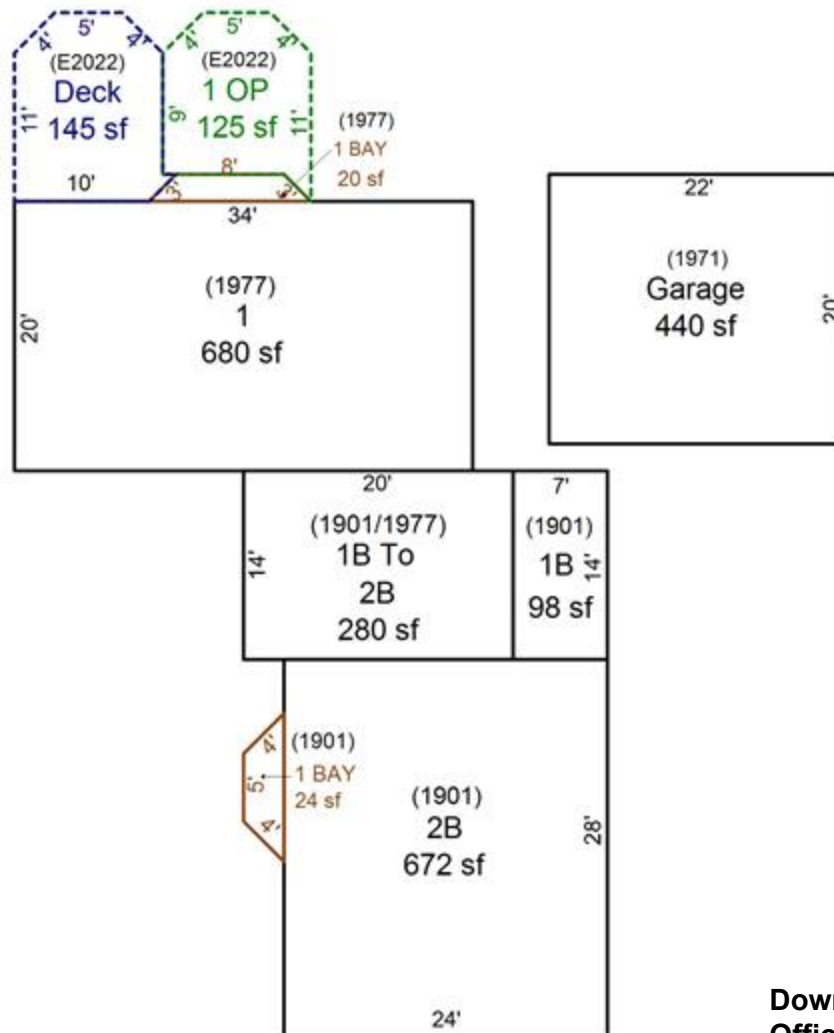 5'
5'
4'
4'
4'
4'
(E2022)
Deck
145 sf
(E2022)
1 OP
125 sf
11'
9'
11'
(1977)
1 BAY
20 sf
10'
3'
8'
3'
34'
(1977)
1
680 sf
20'
22'
(1971)
Garage
440 sf
20'
20'
(1901/1977)
1B To
2B
280 sf
14'
7'
(1901)
1B
98 sf
14'
(1901)
1 BAY
24 sf
4'
5'
4'
(1901)
2B
672 sf
28'
24'